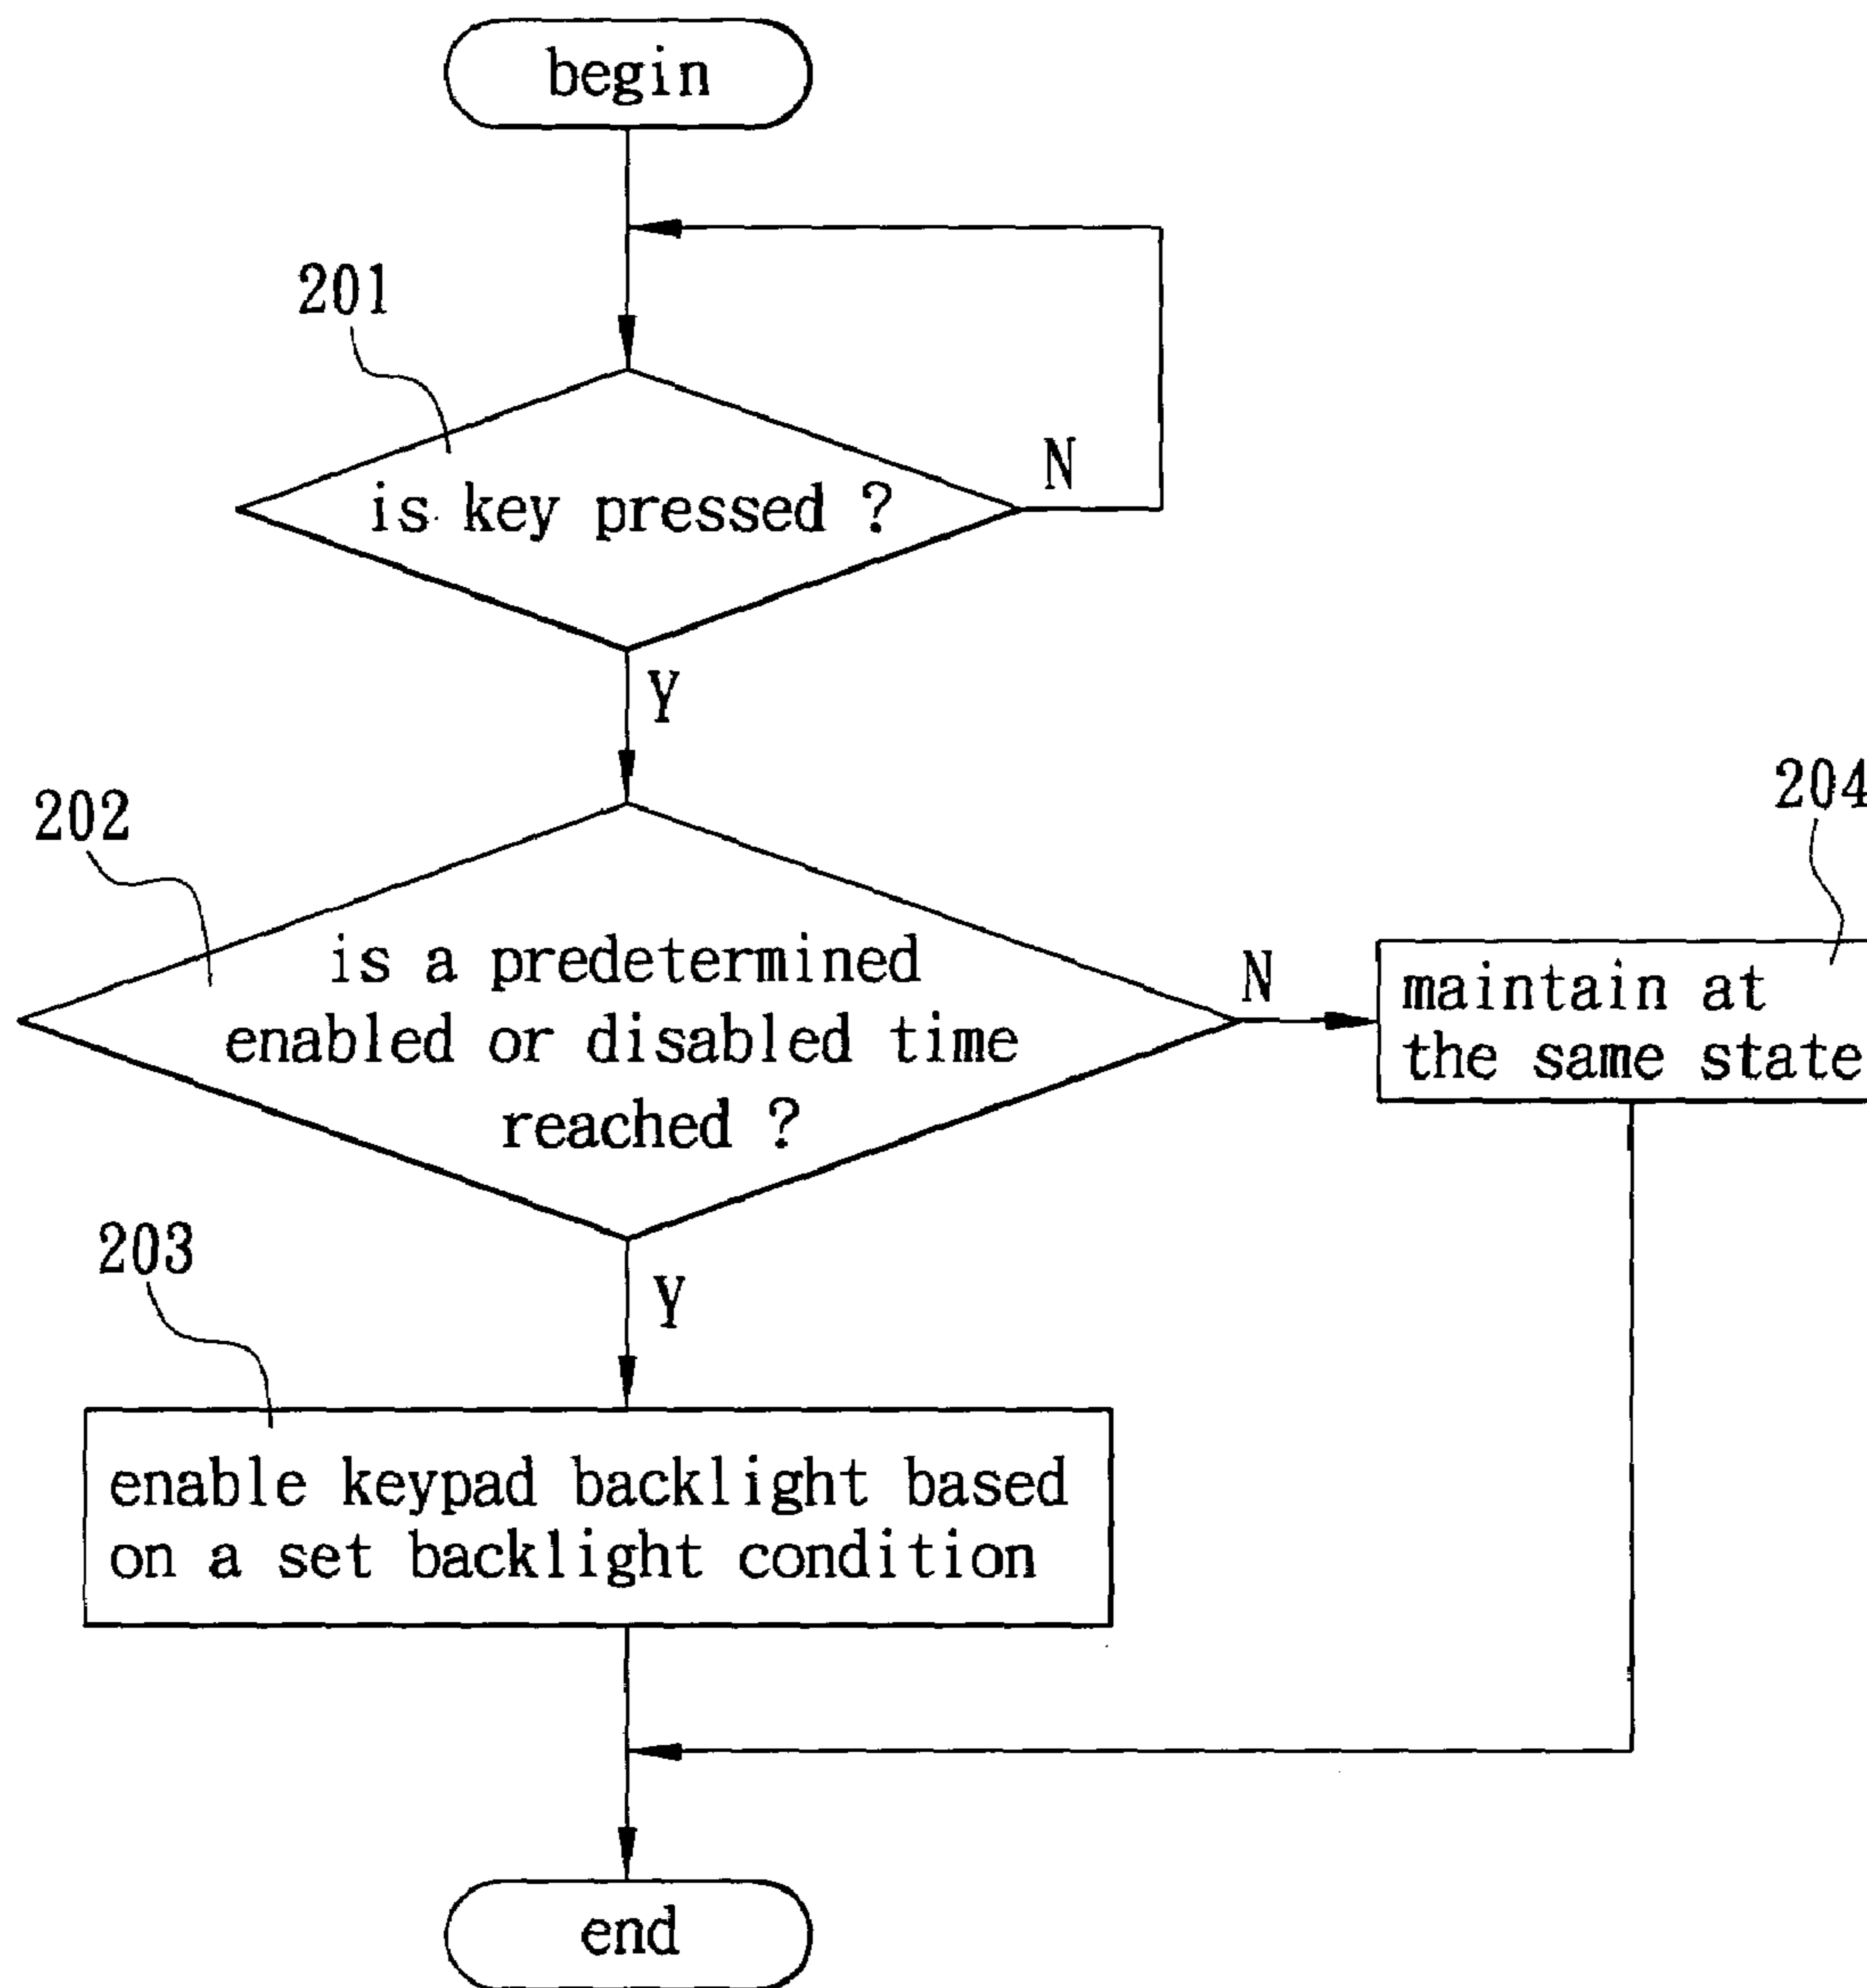 begin
201
is key pressed ?
N
Y
202
204
is a predetermined
enabled or disabled time
reached ?
N
maintain at
the same state
203
Y
enable keypad backlight based
on a set backlight condition
end